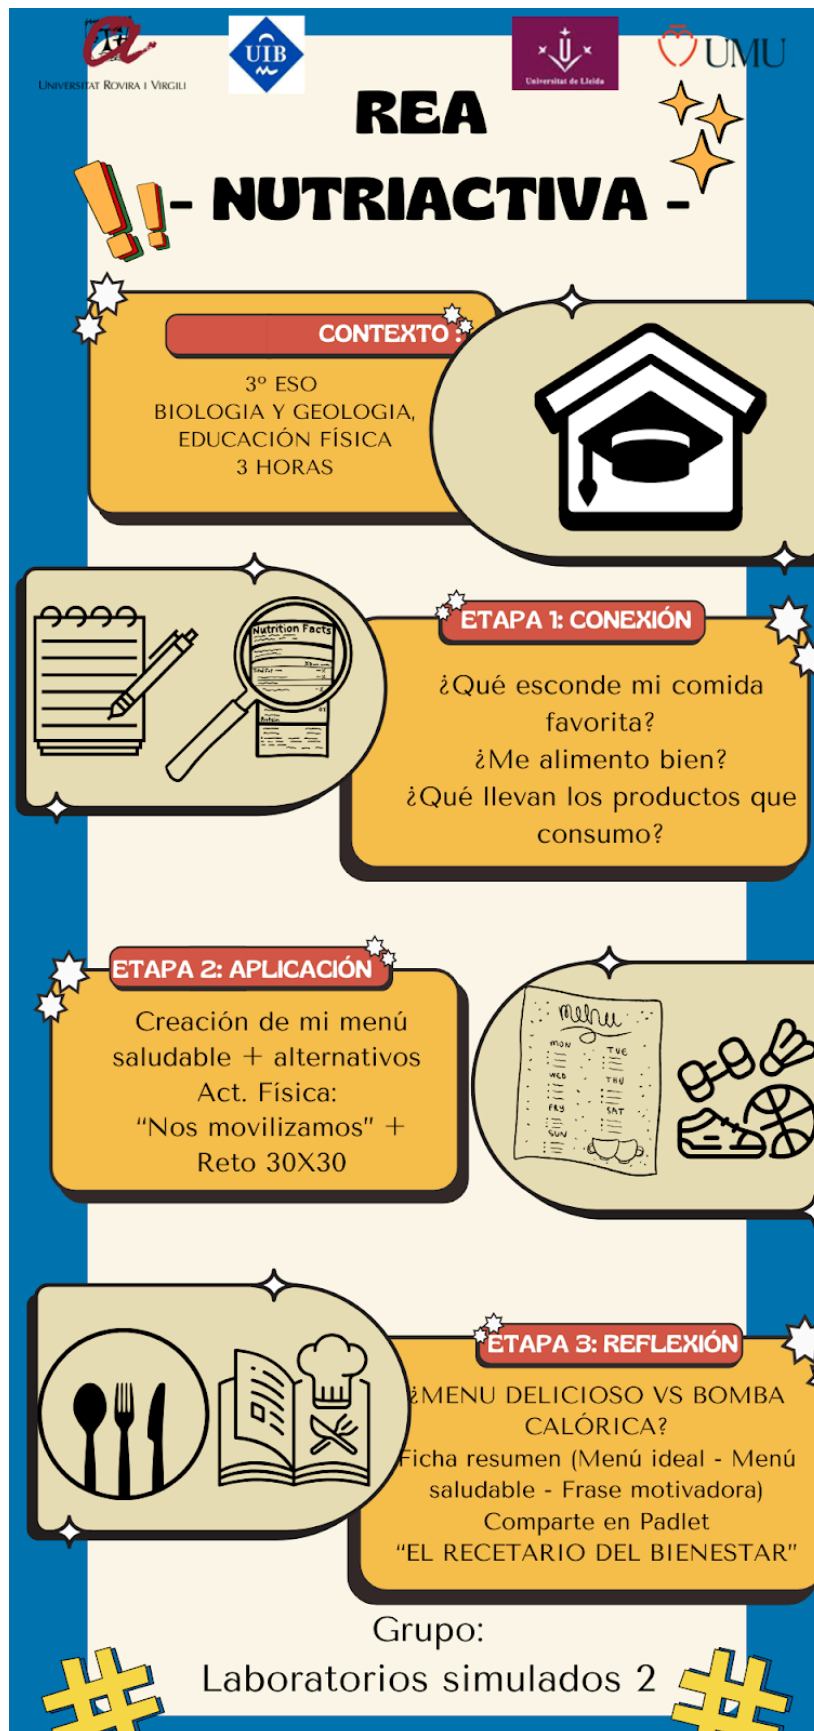 UNIVERSITAT ROVIRA I VIRGILI
UIB
U
Universitat de Lleida
UMU
REA
- NUTRIACTIVA -
CONTEXTO :
3º ESO
BIOLOGIA Y GEOLOGIA,
EDUCACIÓN FÍSICA
3 HORAS
Nutrition Facts
Protein
ETAPA 1: CONEXIÓN
¿Qué esconde mi comida
favorita?
¿Me alimento bien?
¿Qué llevan los productos que
consumo?
ETAPA 2: APLICACIÓN
Creación de mi menú
saludable + alternativos
Act. Física:
“Nos movilizamos” +
Reto 30X30
menu
MON
TUE
WED
THU
FRY
SAT
SUN
ETAPA 3: REFLEXIÓN
¿MENU DELICIOSO VS BOMBA
CALÓRICA?
Ficha resumen (Menú ideal - Menú
saludable - Frase motivadora)
Comparte en Padlet
“EL RECETARIO DEL BIENESTAR”
Grupo:
Laboratorios simulados 2